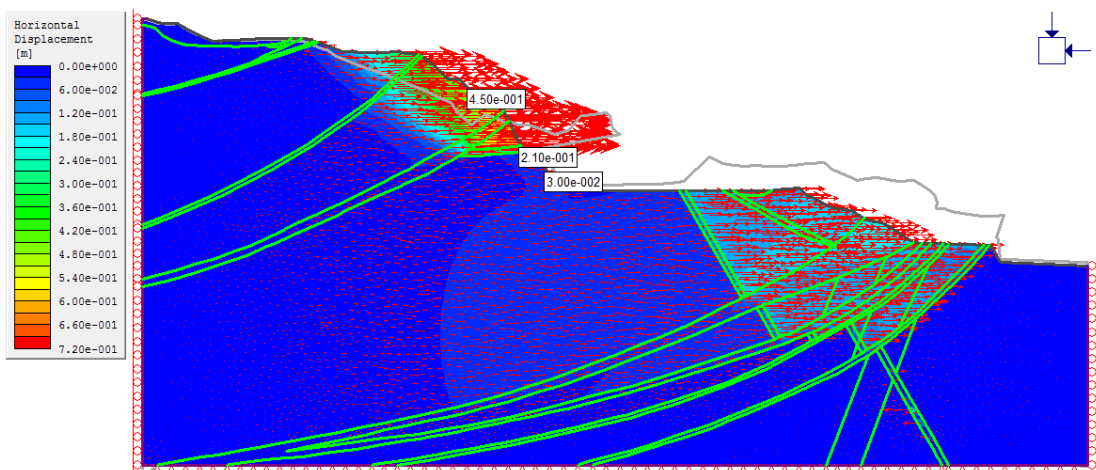 Horizontal
Displacement
[m]
0.00e+000
6.00e-002
1.20e-001
1.80e-001
2.40e-001
3.00e-001
3.60e-001
4.20e-001
4.80e-001
5.40e-001
6.00e-001
6.60e-001
7.20e-001
4.50e-001
2.10e-001
3.00e-002